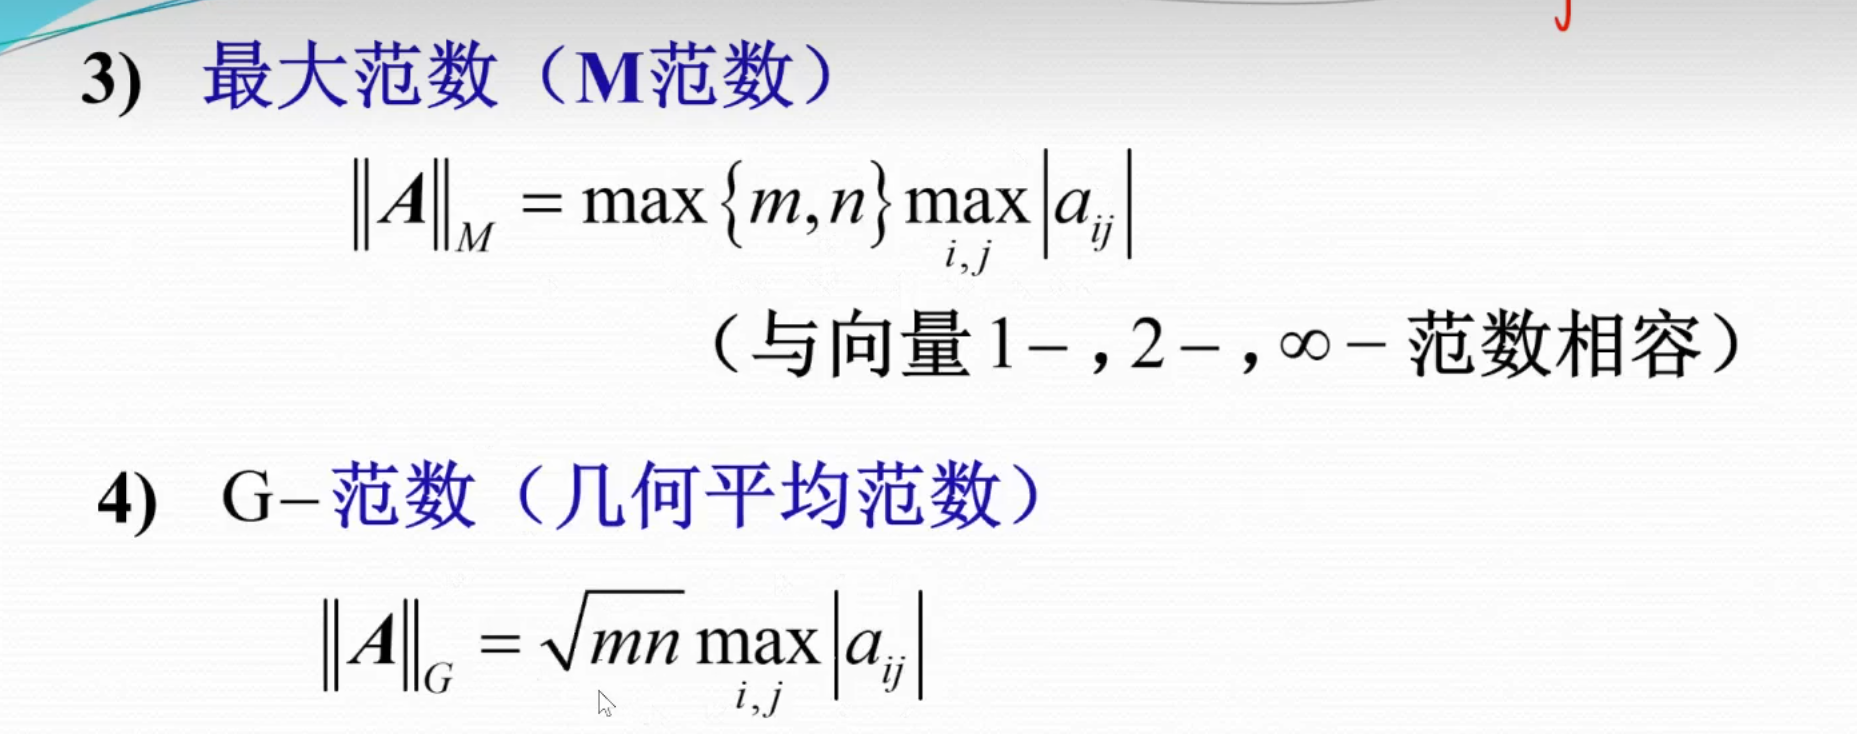 3) 最大范数（M范数）
‖A‖_M = max{m,n} max_{i,j} |a_{ij}|
（与向量1−，2−，∞−范数相容）
4) G−范数（几何平均范数）
‖A‖_G = √(mn) max_{i,j} |a_{ij}|